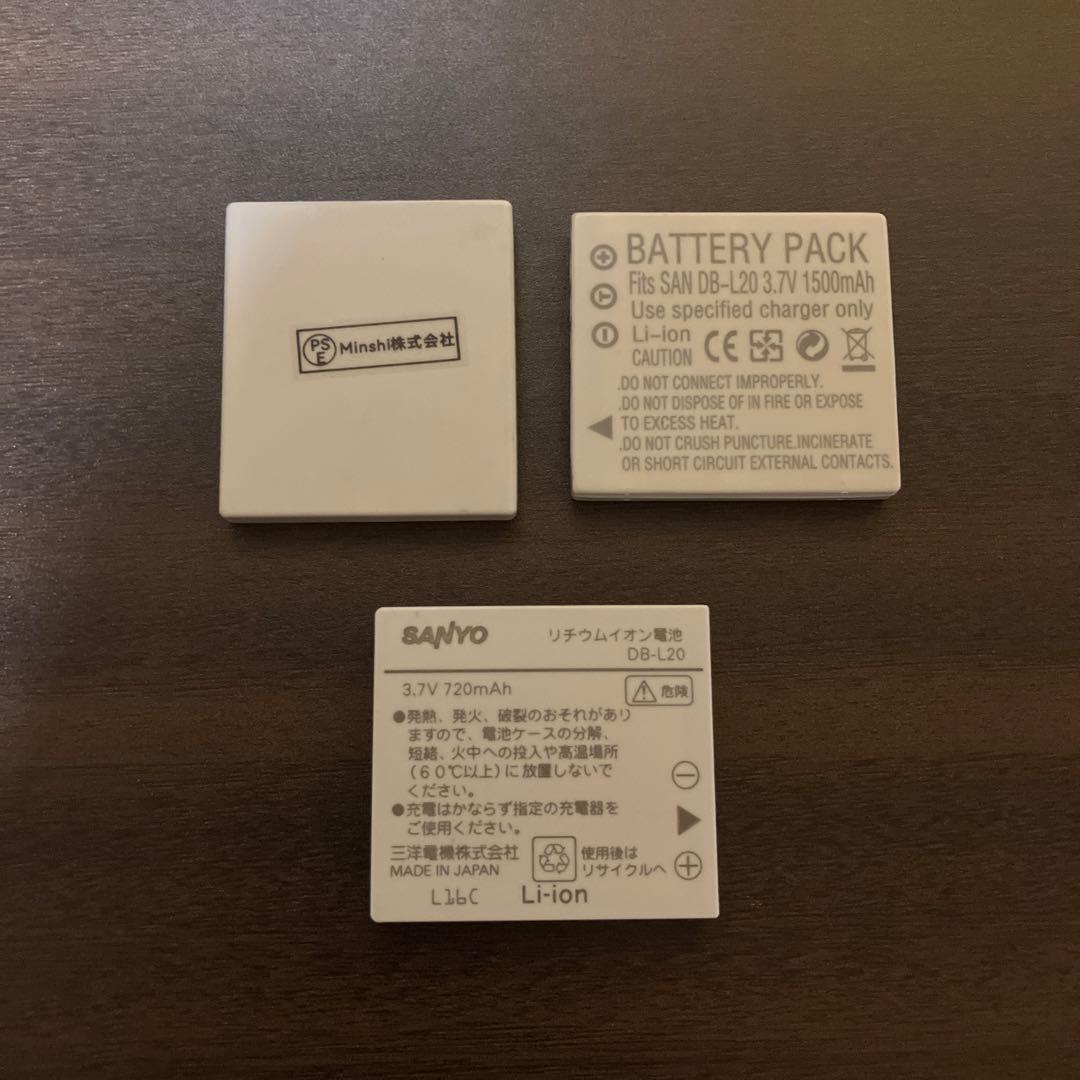 PSE Minshi株式会社
BATTERY PACK
Fits SAN DB-L20 3.7V 1500mAh
Use specified charger only
Li-ion
CAUTION
CE
.DO NOT CONNECT IMPROPERLY.
.DO NOT DISPOSE OF IN FIRE OR EXPOSE
TO EXCESS HEAT.
.DO NOT CRUSH PUNCTURE,INCINERATE
OR SHORT CIRCUIT EXTERNAL CONTACTS.
+
T
−
SANYO
リチウムイオン電池
DB-L20
3.7V 720mAh
危険
●発熱、発火、破裂のおそれがあり
ますので、電池ケースの分解、
短絡、火中への投入や高温場所
(60℃以上)に放置しないで
ください。
●充電はかならず指定の充電器を
ご使用ください。
三洋電機株式会社
MADE IN JAPAN
使用後は
リサイクルへ
−
+
L16C
Li-ion